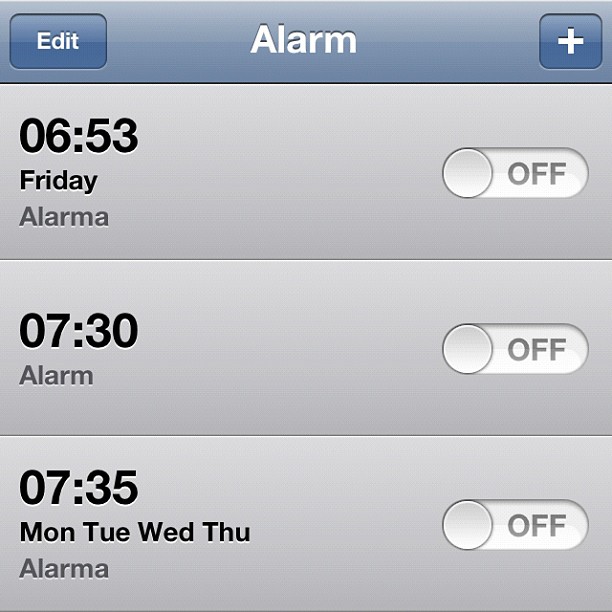 Edit
Alarm
+
06:53
Friday
Alarma
OFF
07:30
Alarm
OFF
07:35
Mon Tue Wed Thu
Alarma
OFF